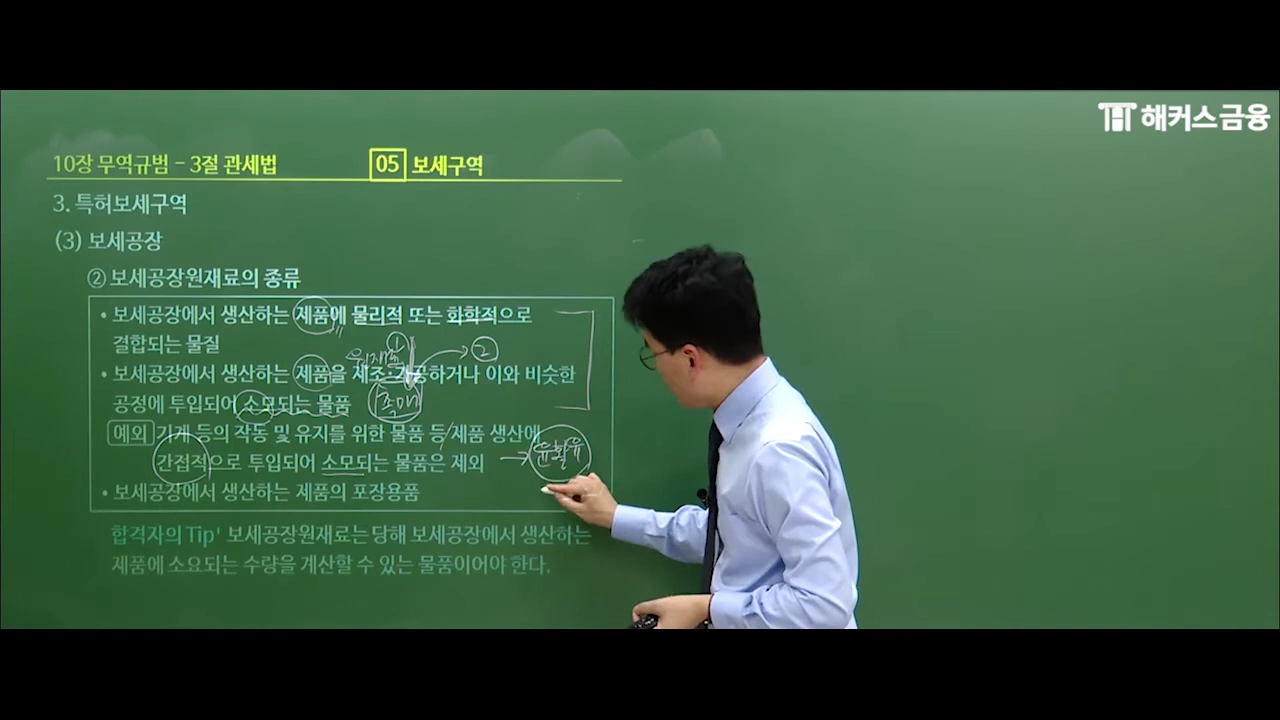 해커스금융
10장 무역규범 - 3절 관세법
05 보세구역
3. 특허보세구역
(3) 보세공장
② 보세공장원재료의 종류
• 보세공장에서 생산하는 제품에 물리적 또는 화학적으로
결합되는 물질
원재료 ① ②
• 보세공장에서 생산하는 제품을 제조·가공하거나 이와 비슷한
공정에 투입되어 소모되는 물품 촉매
예외 기계 등의 작동 및 유지를 위한 물품 등 제품 생산에
간접적으로 투입되어 소모되는 물품은 제외 → 윤활유
• 보세공장에서 생산하는 제품의 포장용품
합격자의 Tip' 보세공장원재료는 당해 보세공장에서 생산하는
제품에 소요되는 수량을 계산할 수 있는 물품이어야 한다.